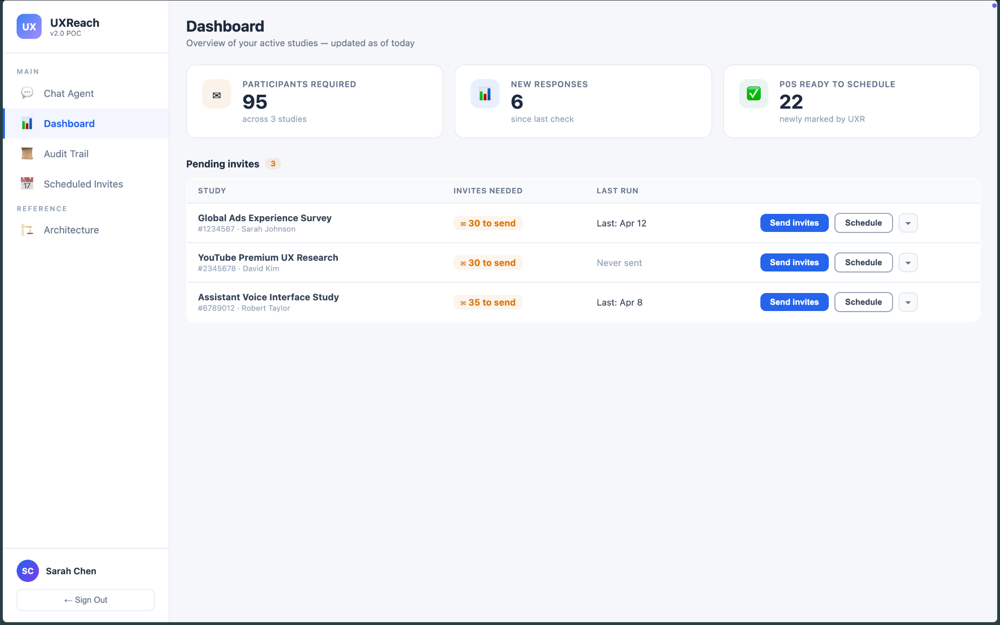 UX
UXReach
v2.0 POC
MAIN
Chat Agent
Dashboard
Audit Trail
17
Scheduled Invites
REFERENCE
Architecture
SC
Sarah Chen
← Sign Out
Dashboard
Overview of your active studies — updated as of today
PARTICIPANTS REQUIRED
95
across 3 studies
NEW RESPONSES
6
since last check
P0S READY TO SCHEDULE
22
newly marked by UXR
Pending invites 3
STUDY INVITES NEEDED LAST RUN
Global Ads Experience Survey
#1234567 · Sarah Johnson
✉ 30 to send
Last: Apr 12
Send invites
Schedule
YouTube Premium UX Research
#2345678 · David Kim
✉ 30 to send
Never sent
Send invites
Schedule
Assistant Voice Interface Study
#6789012 · Robert Taylor
✉ 35 to send
Last: Apr 8
Send invites
Schedule